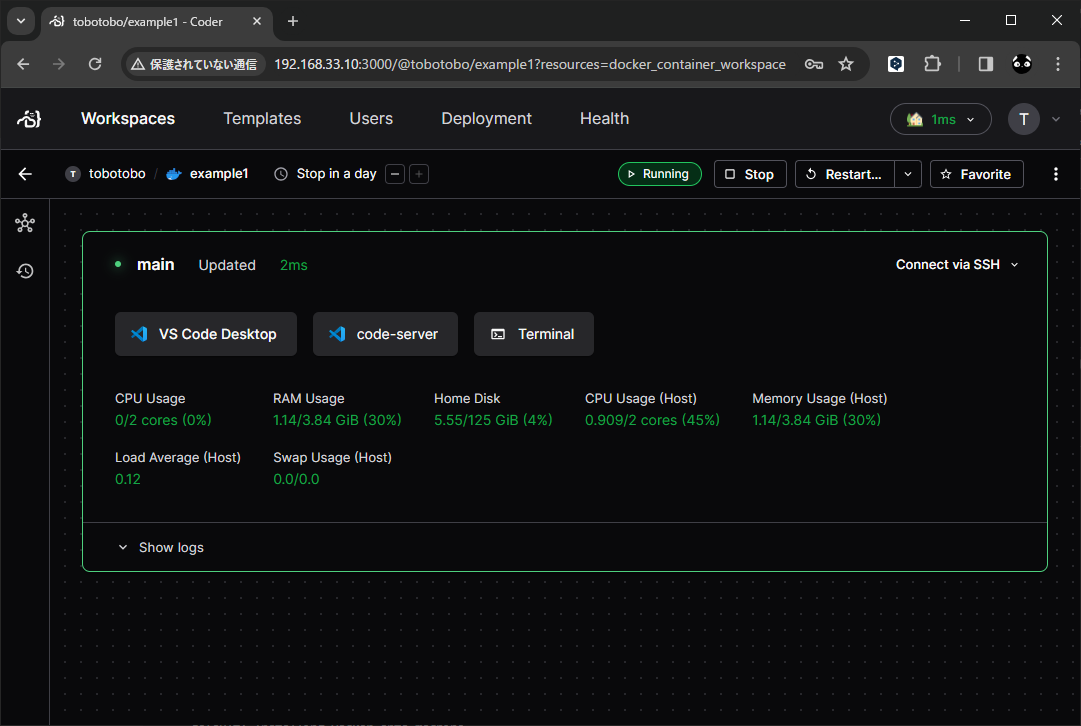 tobotobo/example1 - Coder
保護されていない通信 192.168.33.10:3000/@tobotobo/example1?resources=docker_container_workspace
Workspaces Templates Users Deployment Health 1ms T
T tobotobo / example1 Stop in a day Running Stop Restart... Favorite
main Updated 2ms Connect via SSH
VS Code Desktop code-server Terminal
CPU Usage RAM Usage Home Disk CPU Usage (Host) Memory Usage (Host)
0/2 cores (0%) 1.14/3.84 GiB (30%) 5.55/125 GiB (4%) 0.909/2 cores (45%) 1.14/3.84 GiB (30%)
Load Average (Host) Swap Usage (Host)
0.12 0.0/0.0
Show logs